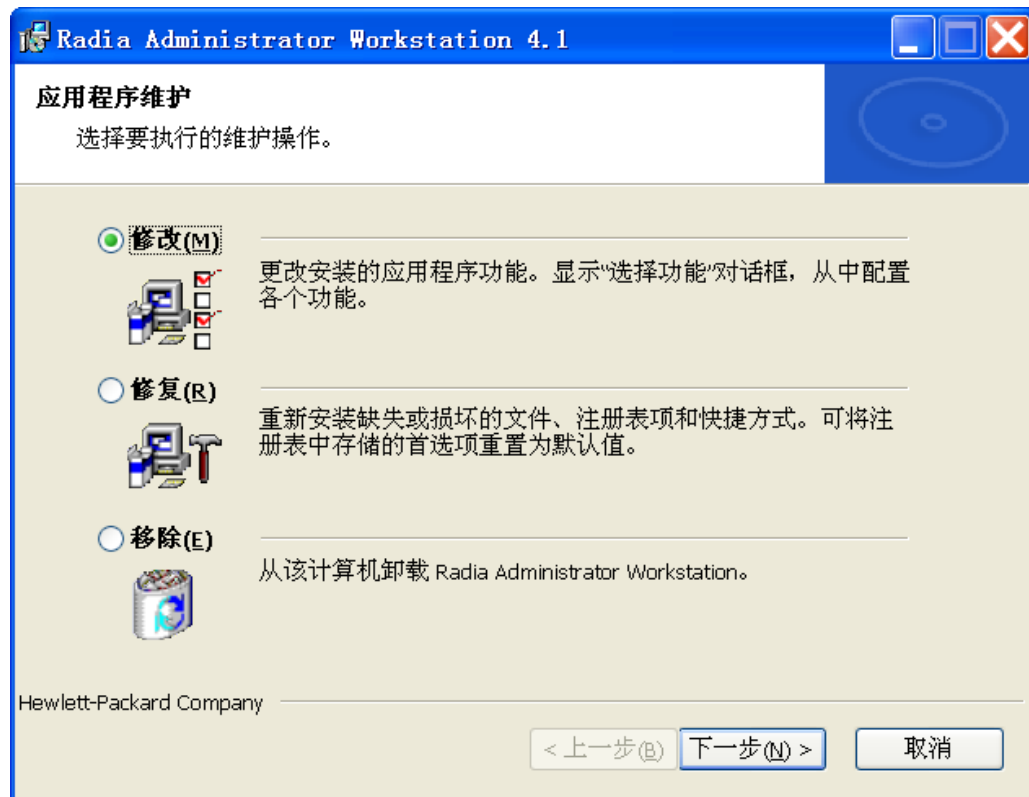 Radia Administrator Workstation 4.1
应用程序维护
选择要执行的维护操作。
修改(M)
更改安装的应用程序功能。显示“选择功能”对话框，从中配置
各个功能。
修复(R)
重新安装缺失或损坏的文件、注册表项和快捷方式。可将注
册表中存储的首选项重置为默认值。
移除(E)
从该计算机卸载 Radia Administrator Workstation。
Hewlett-Packard Company
< 上一步(B)
下一步(N) >
取消